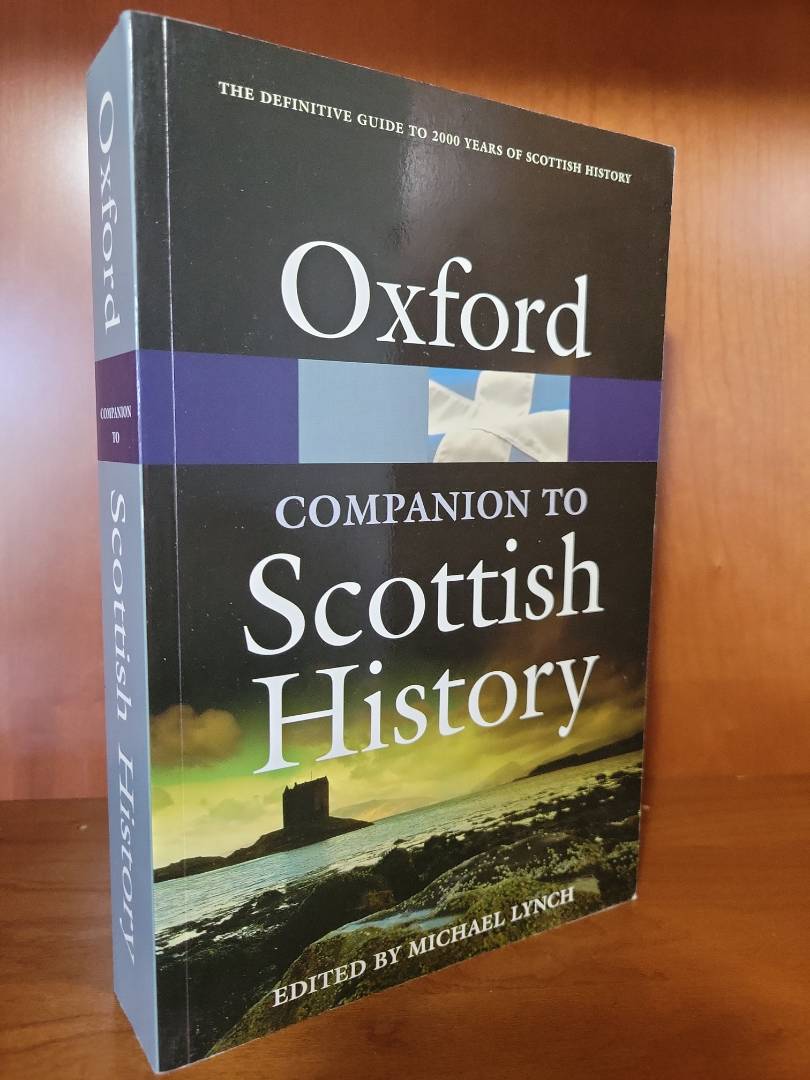 THE DEFINITIVE GUIDE TO 2000 YEARS OF SCOTTISH HISTORY
Oxford
COMPANION TO
Scottish
History
EDITED BY MICHAEL LYNCH
Oxford
COMPANION
TO
Scottish History